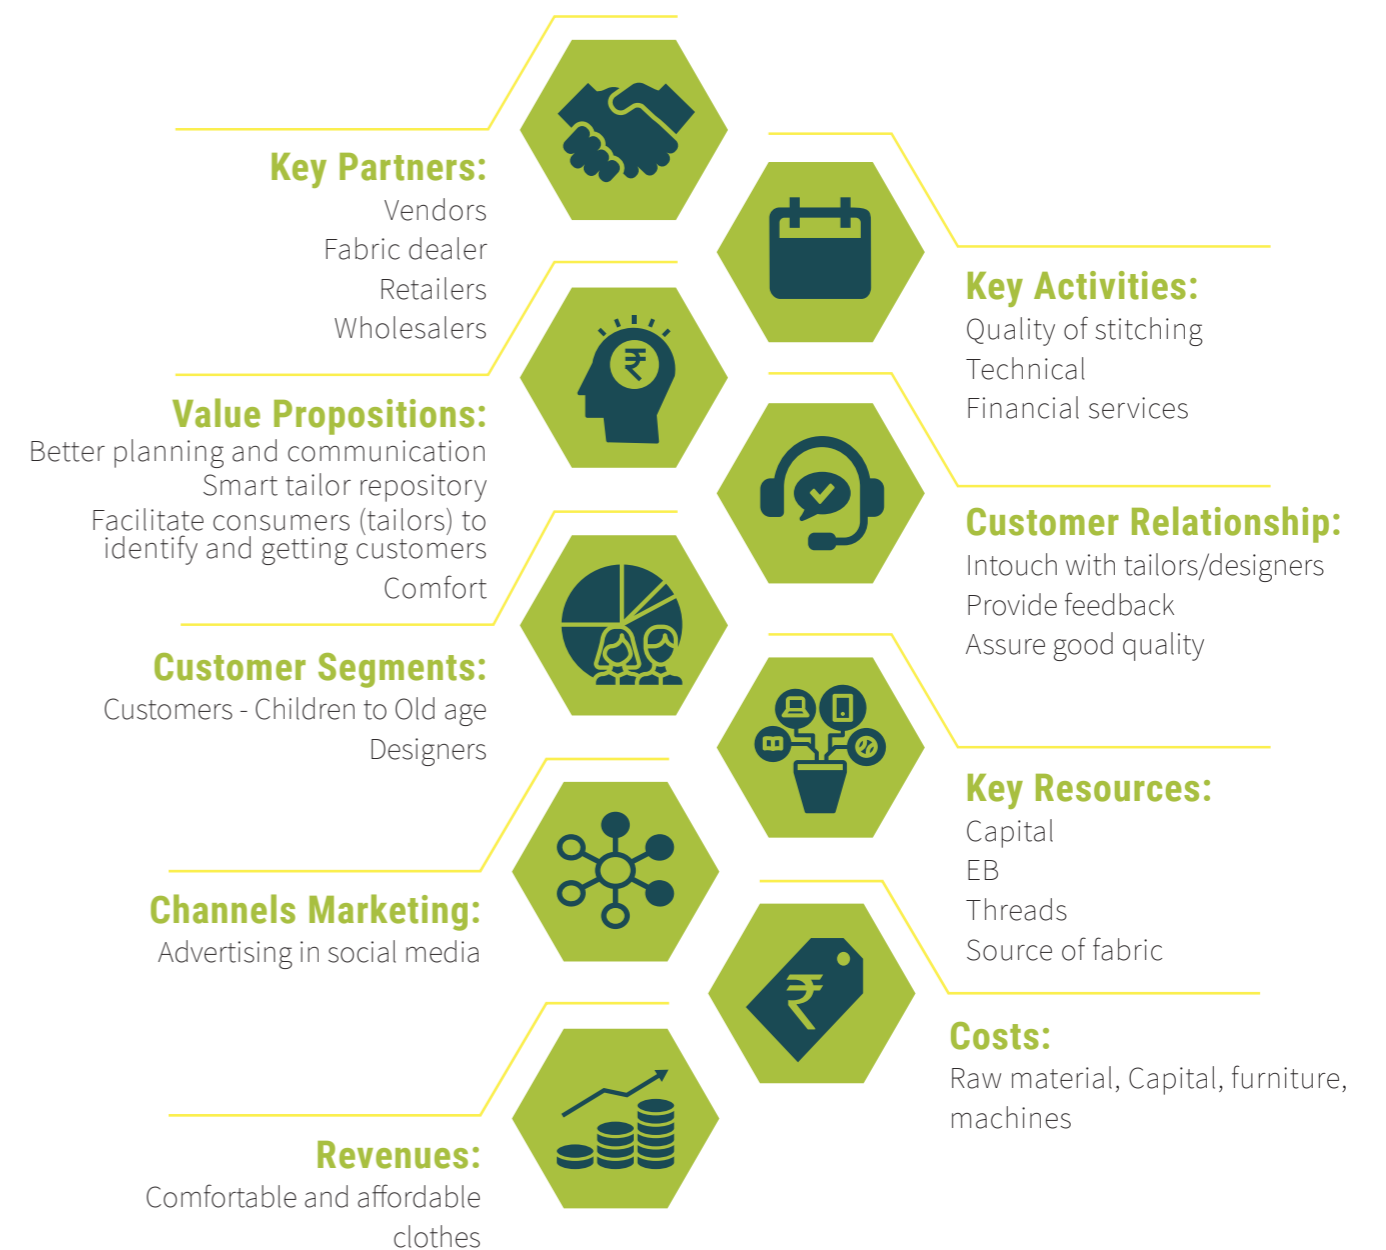 Key Partners:
Vendors
Fabric dealer
Retailers
Wholesalers
Key Activities:
Quality of stitching
Technical
Financial services
Value Propositions:
Better planning and communication
Smart tailor repository
Facilitate consumers (tailors) to
identify and getting customers
Comfort
Customer Relationship:
Intouch with tailors/designers
Provide feedback
Assure good quality
Customer Segments:
Customers - Children to Old age
Designers
Key Resources:
Capital
EB
Threads
Source of fabric
Channels Marketing:
Advertising in social media
Costs:
Raw material, Capital, furniture,
machines
Revenues:
Comfortable and affordable
clothes
₹
₹